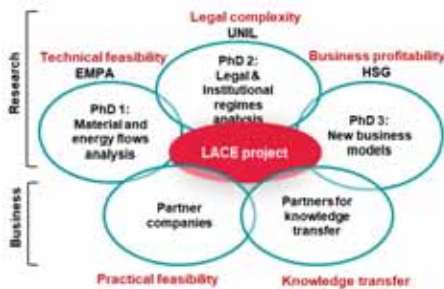 Legal complexity
UNIL
Technical feasibility
EMPA
Business profitability
HSG
Research
PhD 2:
Legal &
Institutional
regimes
analysis
PhD 1:
Material and
energy flows
analysis
PhD 3:
New business
models
LACE project
Business
Partner
companies
Partners for
knowledge
transfer
Practical feasibility
Knowledge transfer